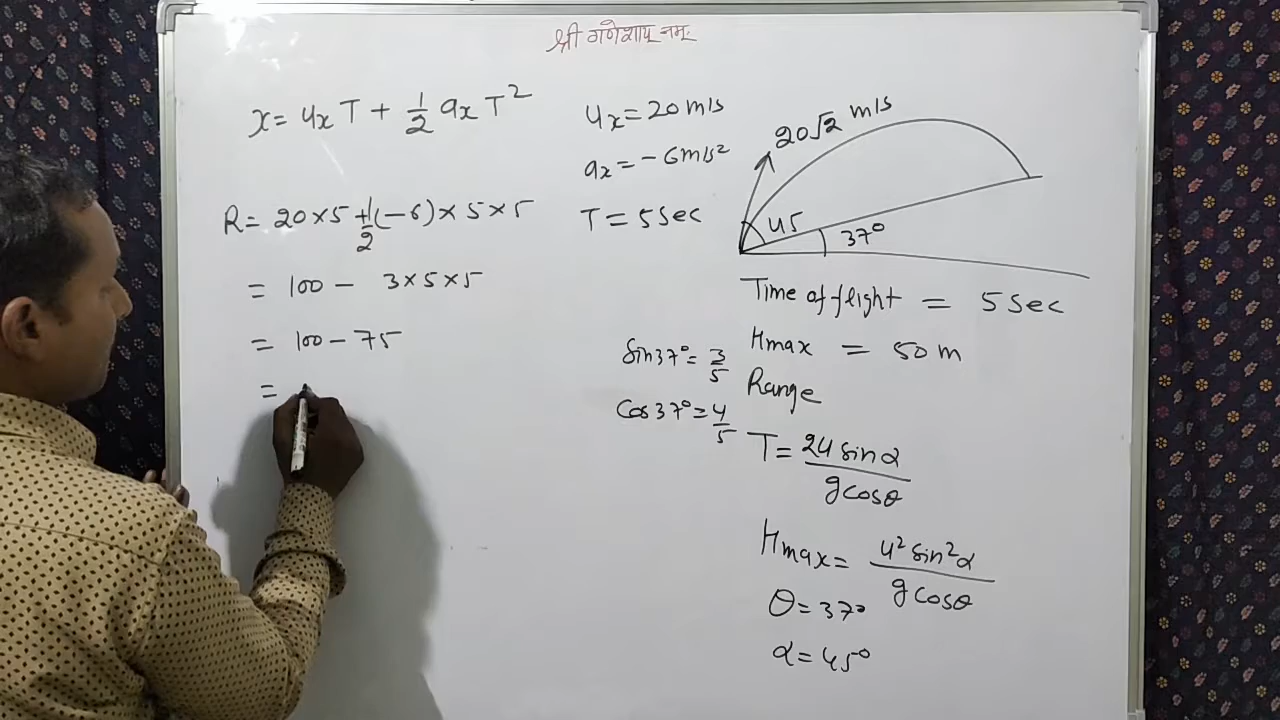 श्री गणेशाय नमः
x = ux T + 1/2 ax T²
R = 20×5 + 1/2 (-6)×5×5
= 100 - 3×5×5
= 100 - 75
=
ux = 20 m/s
ax = -6 m/s²
T = 5 Sec
20√2 m/s
45
37°
Time of flight = 5 Sec
Hmax = 50 m
Range
Sin37° = 3/5
Cos37° = 4/5
T = 2u sinα / g cosθ
Hmax = u² sin²α / g cosθ
θ = 37°
α = 45°